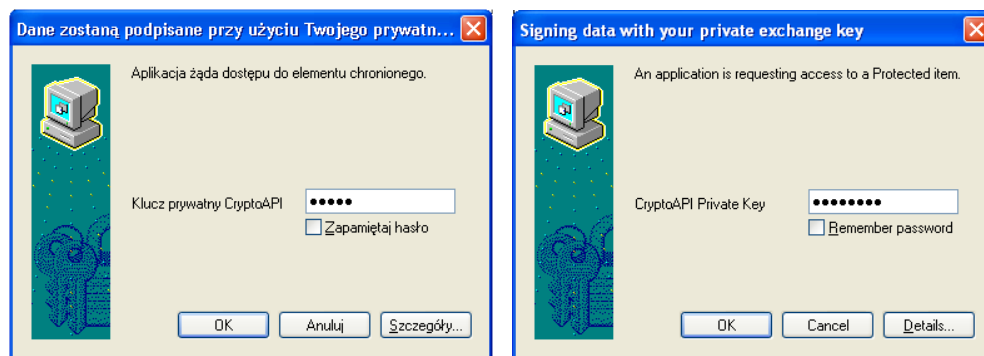 Dane zostaną podpisane przy użyciu Twojego prywatn...
Aplikacja żąda dostępu do elementu chronionego.
Klucz prywatny CryptoAPI
•••••
Zapamiętaj hasło
OK
Anuluj
Szczegóły...
Signing data with your private exchange key
An application is requesting access to a Protected item.
CryptoAPI Private Key
••••••••
Remember password
OK
Cancel
Details...